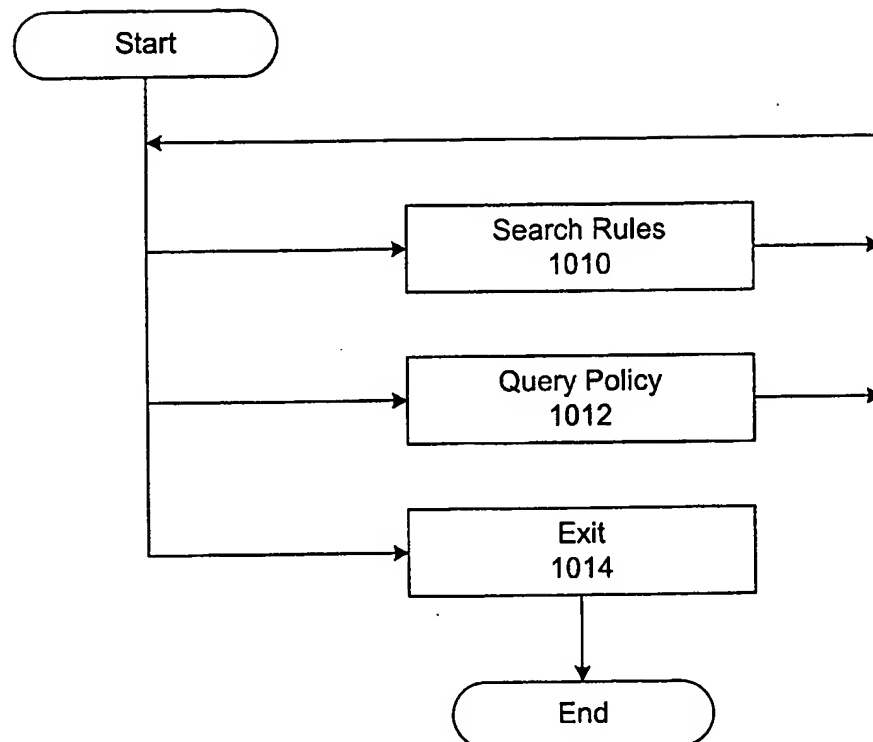 Start
Search Rules
1010
Query Policy
1012
Exit
1014
End